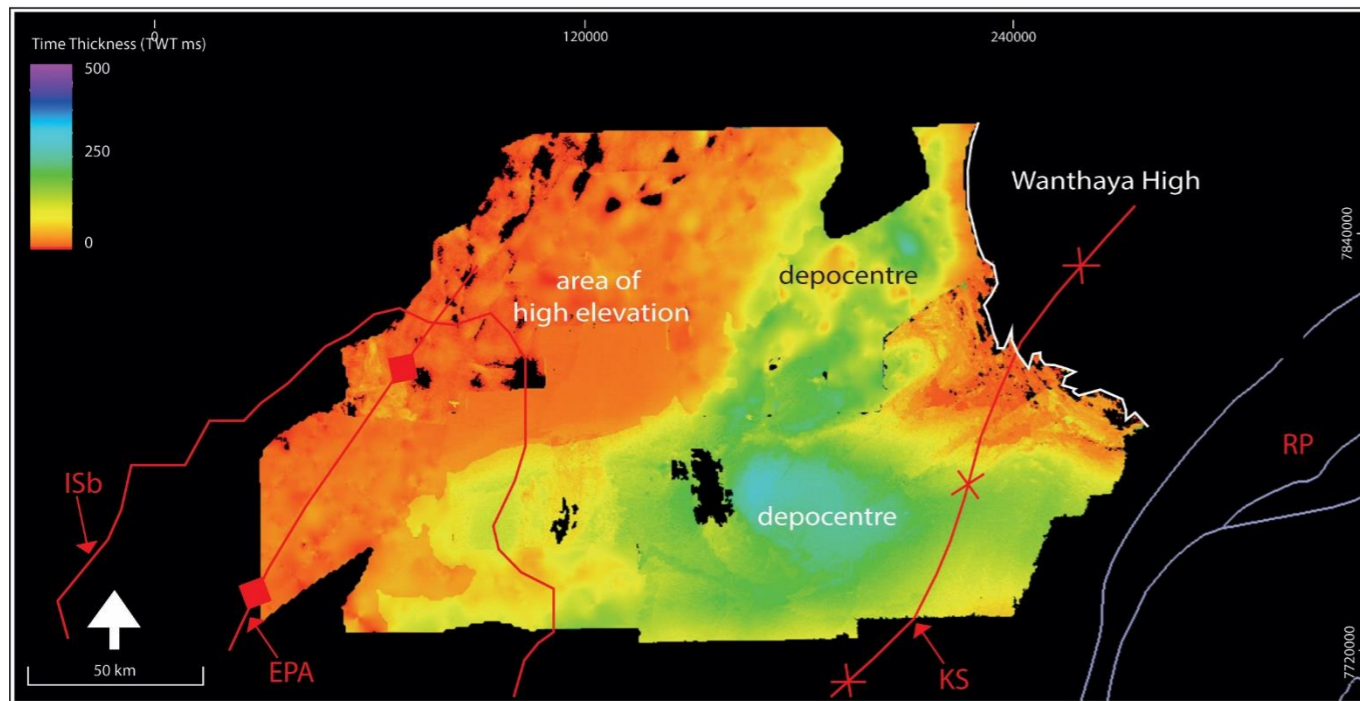 0
120000
240000
Time Thickness (TWT ms)
500
250
0
Wanthaya High
7840000
depocentre
area of
high elevation
RP
ISb
depocentre
EPA
KS
50 km
7720000